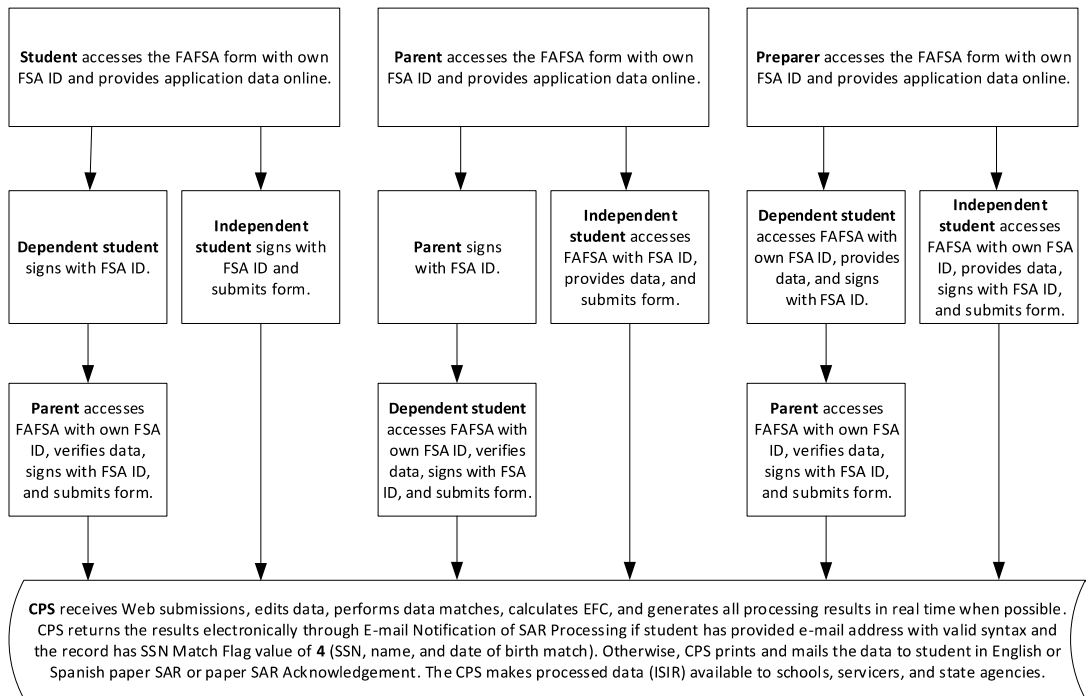 Student accesses the FAFSA form with own
FSA ID and provides application data online.
Parent accesses the FAFSA form with own
FSA ID and provides application data online.
Preparer accesses the FAFSA form with own
FSA ID and provides application data online.
Dependent student
signs with FSA ID.
Independent
student signs with
FSA ID and
submits form.
Parent signs
with FSA ID.
Independent
student accesses
FAFSA with FSA ID,
provides data, and
submits form.
Dependent student
accesses FAFSA with
own FSA ID, provides
data, and signs
with FSA ID.
Independent
student accesses
FAFSA with own FSA
ID, provides data,
signs with FSA ID,
and submits form.
Parent accesses
FAFSA with own FSA
ID, verifies data,
signs with FSA ID,
and submits form.
Dependent student
accesses FAFSA with
own FSA ID, verifies
data, signs with FSA
ID, and submits form.
Parent accesses
FAFSA with own FSA
ID, verifies data,
signs with FSA ID,
and submits form.
CPS receives Web submissions, edits data, performs data matches, calculates EFC, and generates all processing results in real time when possible.
CPS returns the results electronically through E-mail Notification of SAR Processing if student has provided e-mail address with valid syntax and
the record has SSN Match Flag value of 4 (SSN, name, and date of birth match). Otherwise, CPS prints and mails the data to student in English or
Spanish paper SAR or paper SAR Acknowledgement. The CPS makes processed data (ISIR) available to schools, servicers, and state agencies.